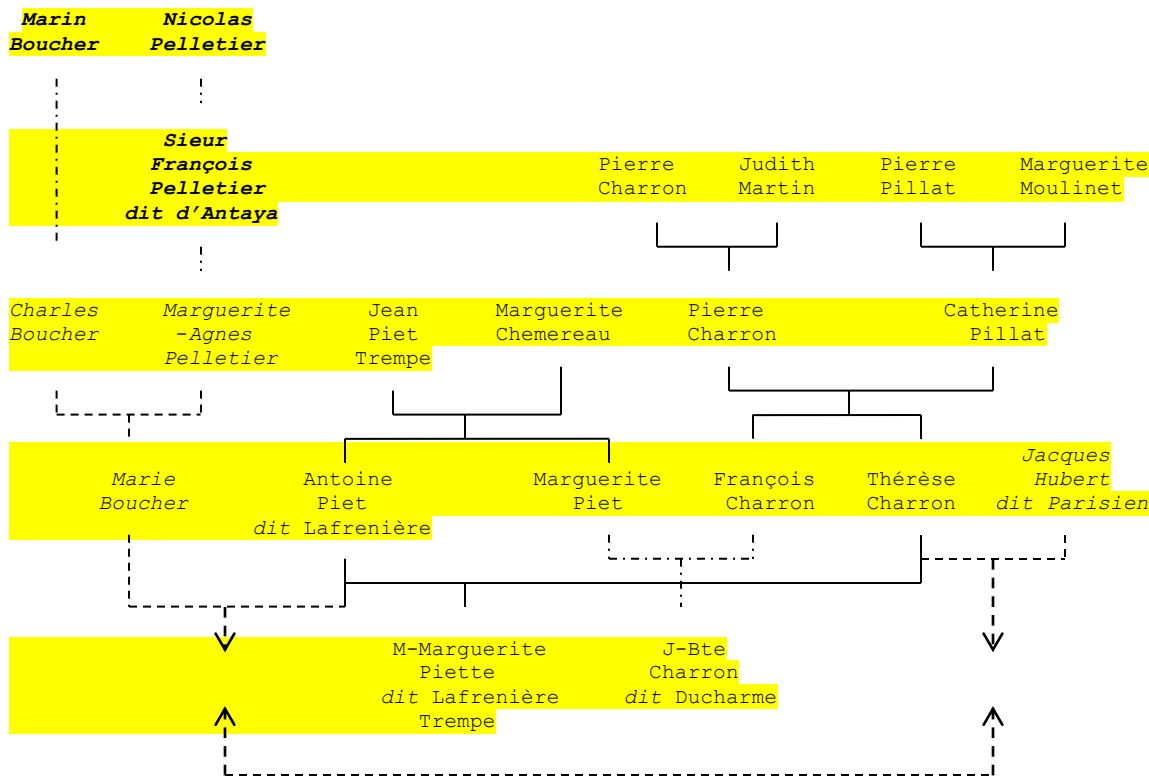 Marin Nicolas
Boucher Pelletier
Sieur
François Pierre Judith Pierre Marguerite
Pelletier Charron Martin Pillat Moulinet
dit d'Antaya
Charles Marguerite Jean Marguerite Pierre Catherine
Boucher -Agnes Piet Chemereau Charron Pillat
Pelletier Trempe
Jacques
Marie Antoine Marguerite François Thérèse Hubert
Boucher Piet Piet Charron Charron dit Parisien
dit Lafrenière
M-Marguerite J-Bte
Piette Charron
dit Lafrenière dit Ducharme
Trempe